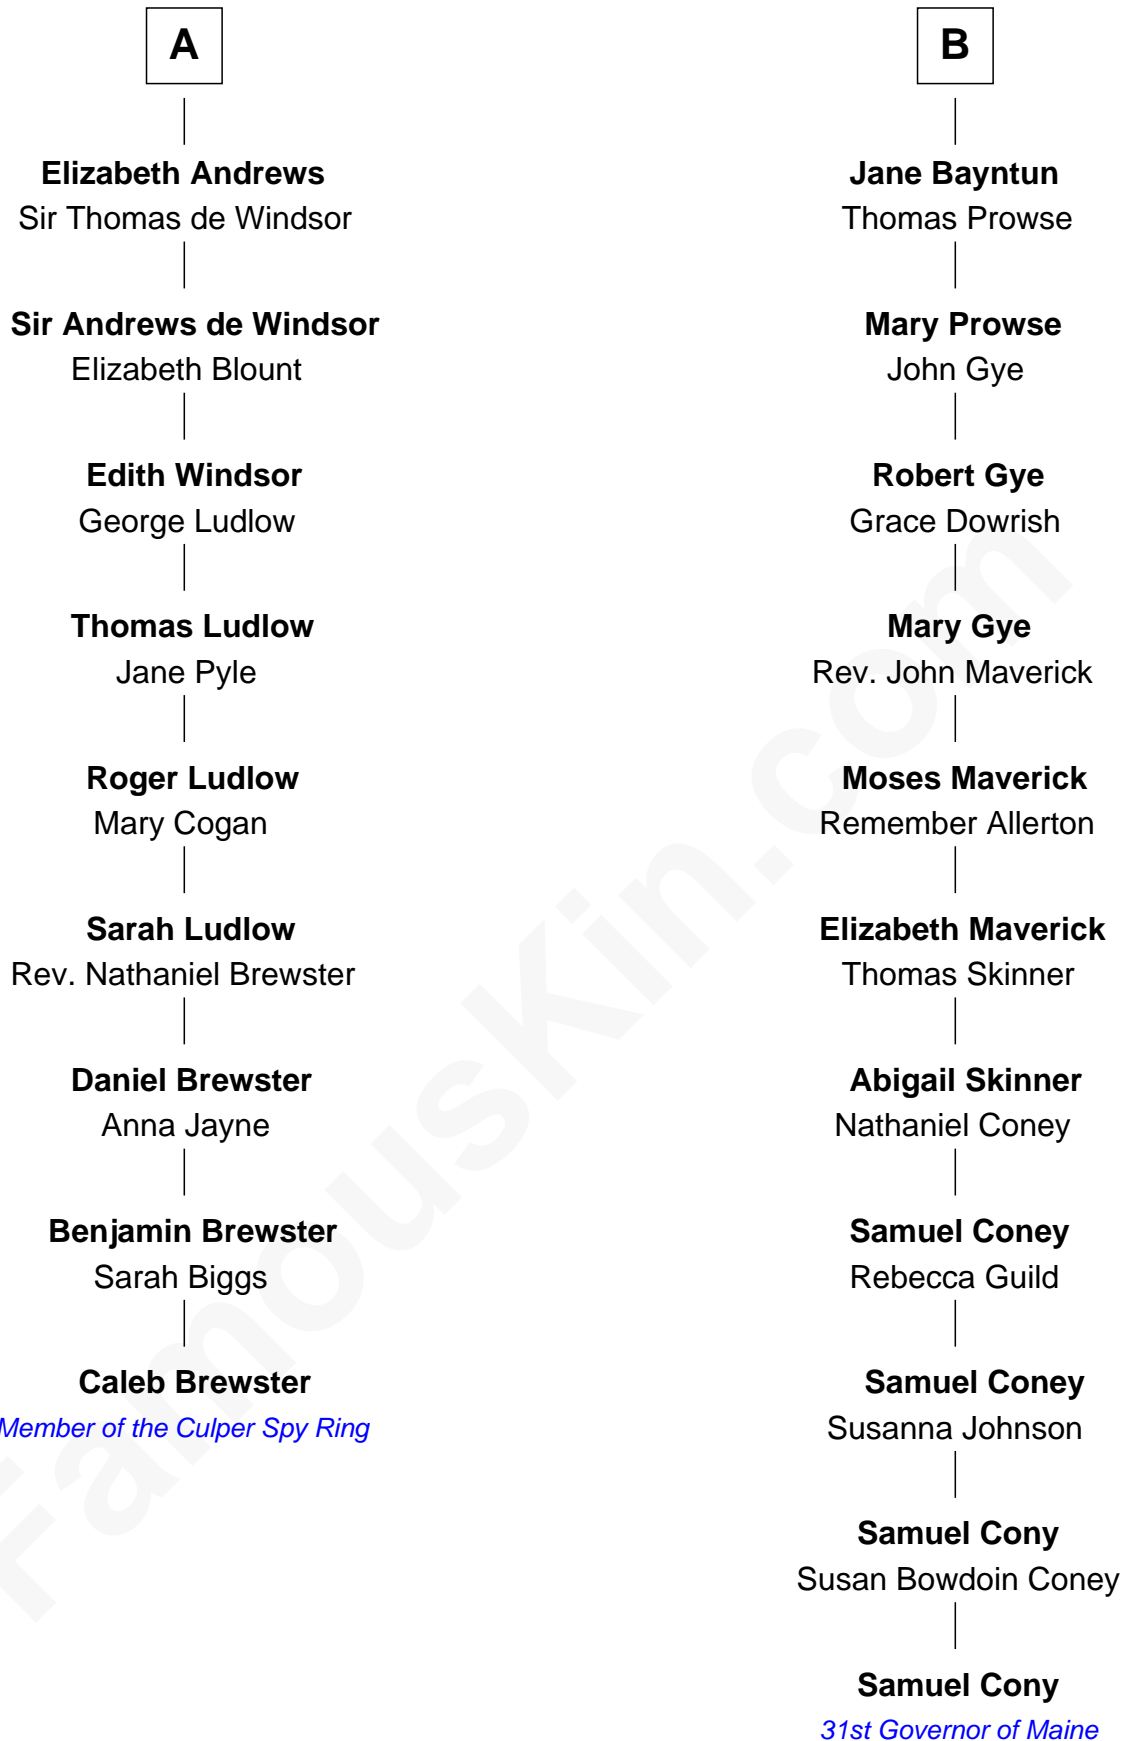 A
Elizabeth Andrews
Sir Thomas de Windsor
Sir Andrews de Windsor
Elizabeth Blount
Edith Windsor
George Ludlow
Thomas Ludlow
Jane Pyle
Roger Ludlow
Mary Cogan
Sarah Ludlow
Rev. Nathaniel Brewster
Daniel Brewster
Anna Jayne
Benjamin Brewster
Sarah Biggs
Caleb Brewster
Member of the Culper Spy Ring
B
Jane Bayntun
Thomas Prowse
Mary Prowse
John Gye
Robert Gye
Grace Dowrish
Mary Gye
Rev. John Maverick
Moses Maverick
Remember Allerton
Elizabeth Maverick
Thomas Skinner
Abigail Skinner
Nathaniel Coney
Samuel Coney
Rebecca Guild
Samuel Coney
Susanna Johnson
Samuel Cony
Susan Bowdoin Coney
Samuel Cony
31st Governor of Maine
FamousKin.com